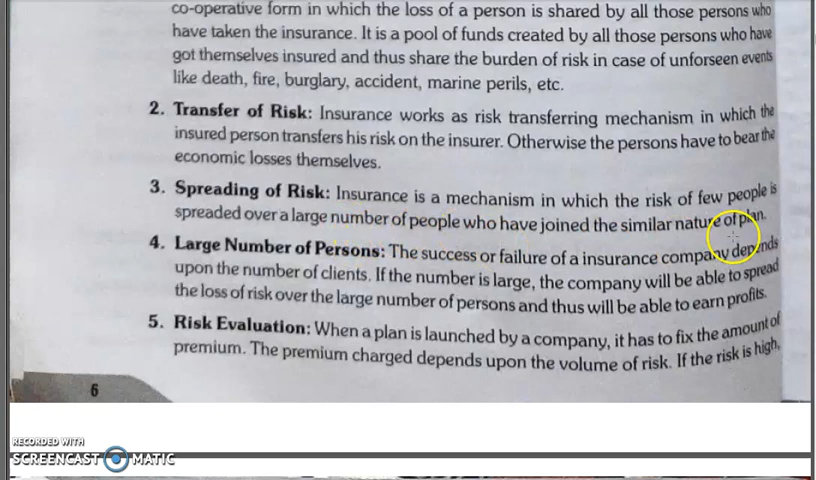 co-operative form in which the loss of a person is shared by all those persons who
have taken the insurance. It is a pool of funds created by all those persons who have
got themselves insured and thus share the burden of risk in case of unforseen events
like death, fire, burglary, accident, marine perils, etc.
2. Transfer of Risk: Insurance works as risk transferring mechanism in which the
insured person transfers his risk on the insurer. Otherwise the persons have to bear the
economic losses themselves.
3. Spreading of Risk: Insurance is a mechanism in which the risk of few people is
spreaded over a large number of people who have joined the similar nature of plan.
4. Large Number of Persons: The success or failure of a insurance company depends
upon the number of clients. If the number is large, the company will be able to spread
the loss of risk over the large number of persons and thus will be able to earn profits.
5. Risk Evaluation: When a plan is launched by a company, it has to fix the amount of
premium. The premium charged depends upon the volume of risk. If the risk is high,
6
RECORDED WITH
SCREENCAST MATIC